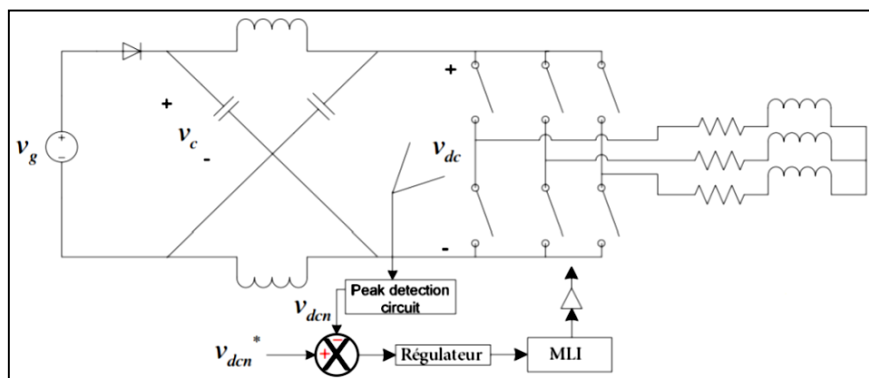 +
v_c
-
v_g
+
-
+
v_dc
-
Peak detection
circuit
v_dcn
-
+
v_dcn*
Régulateur
MLI